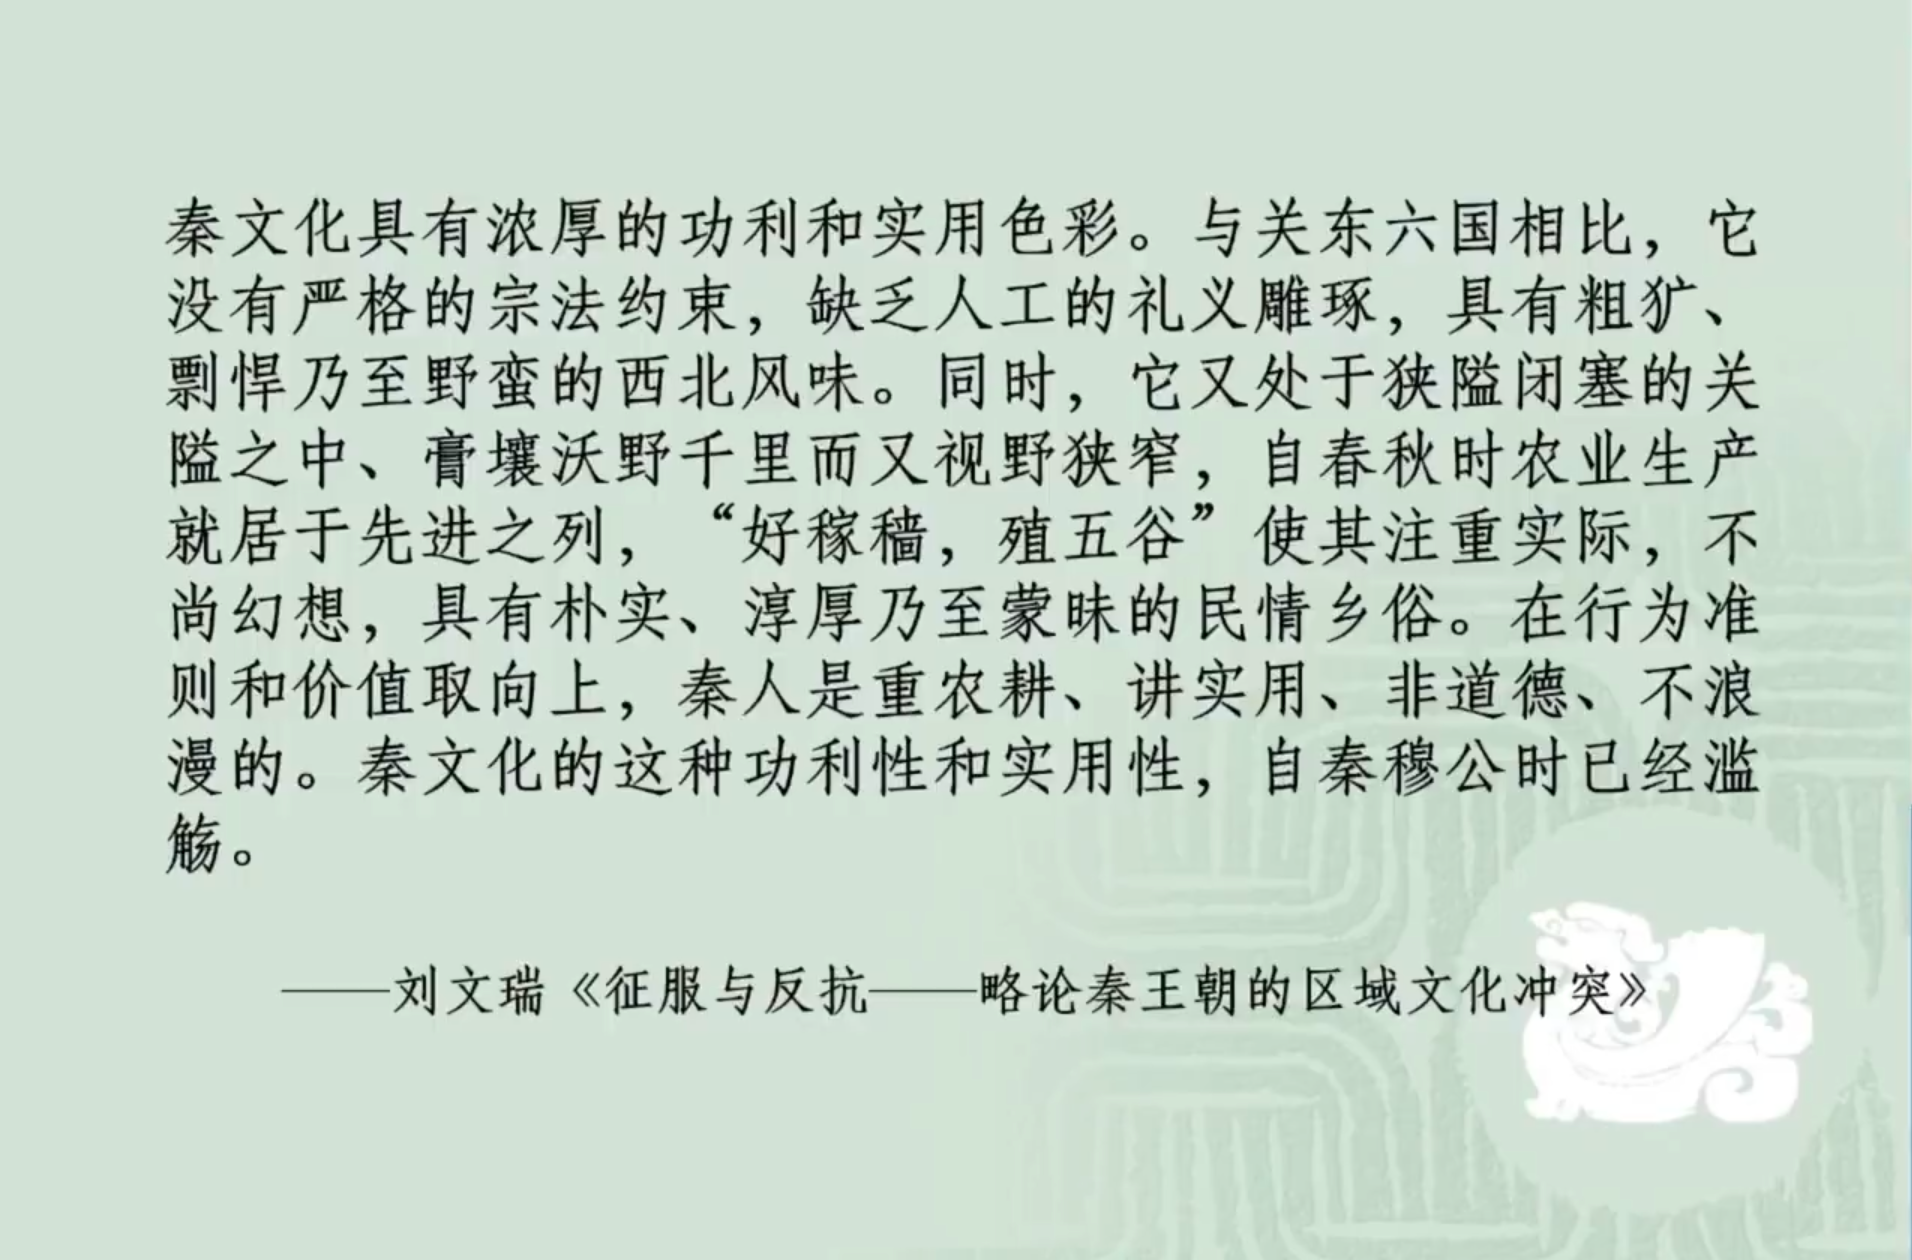 秦文化具有浓厚的功利和实用色彩。与关东六国相比，它
没有严格的宗法约束，缺乏人工的礼义雕琢，具有粗犷、
剽悍乃至野蛮的西北风味。同时，它又处于狭隘闭塞的关
隘之中、膏壤沃野千里而又视野狭窄，自春秋时农业生产
就居于先进之列，“好稼穑，殖五谷”使其注重实际，不
尚幻想，具有朴实、淳厚乃至蒙昧的民情乡俗。在行为准
则和价值取向上，秦人是重农耕、讲实用、非道德、不浪
漫的。秦文化的这种功利性和实用性，自秦穆公时已经滥
觞。
——刘文瑞《征服与反抗——略论秦王朝的区域文化冲突》